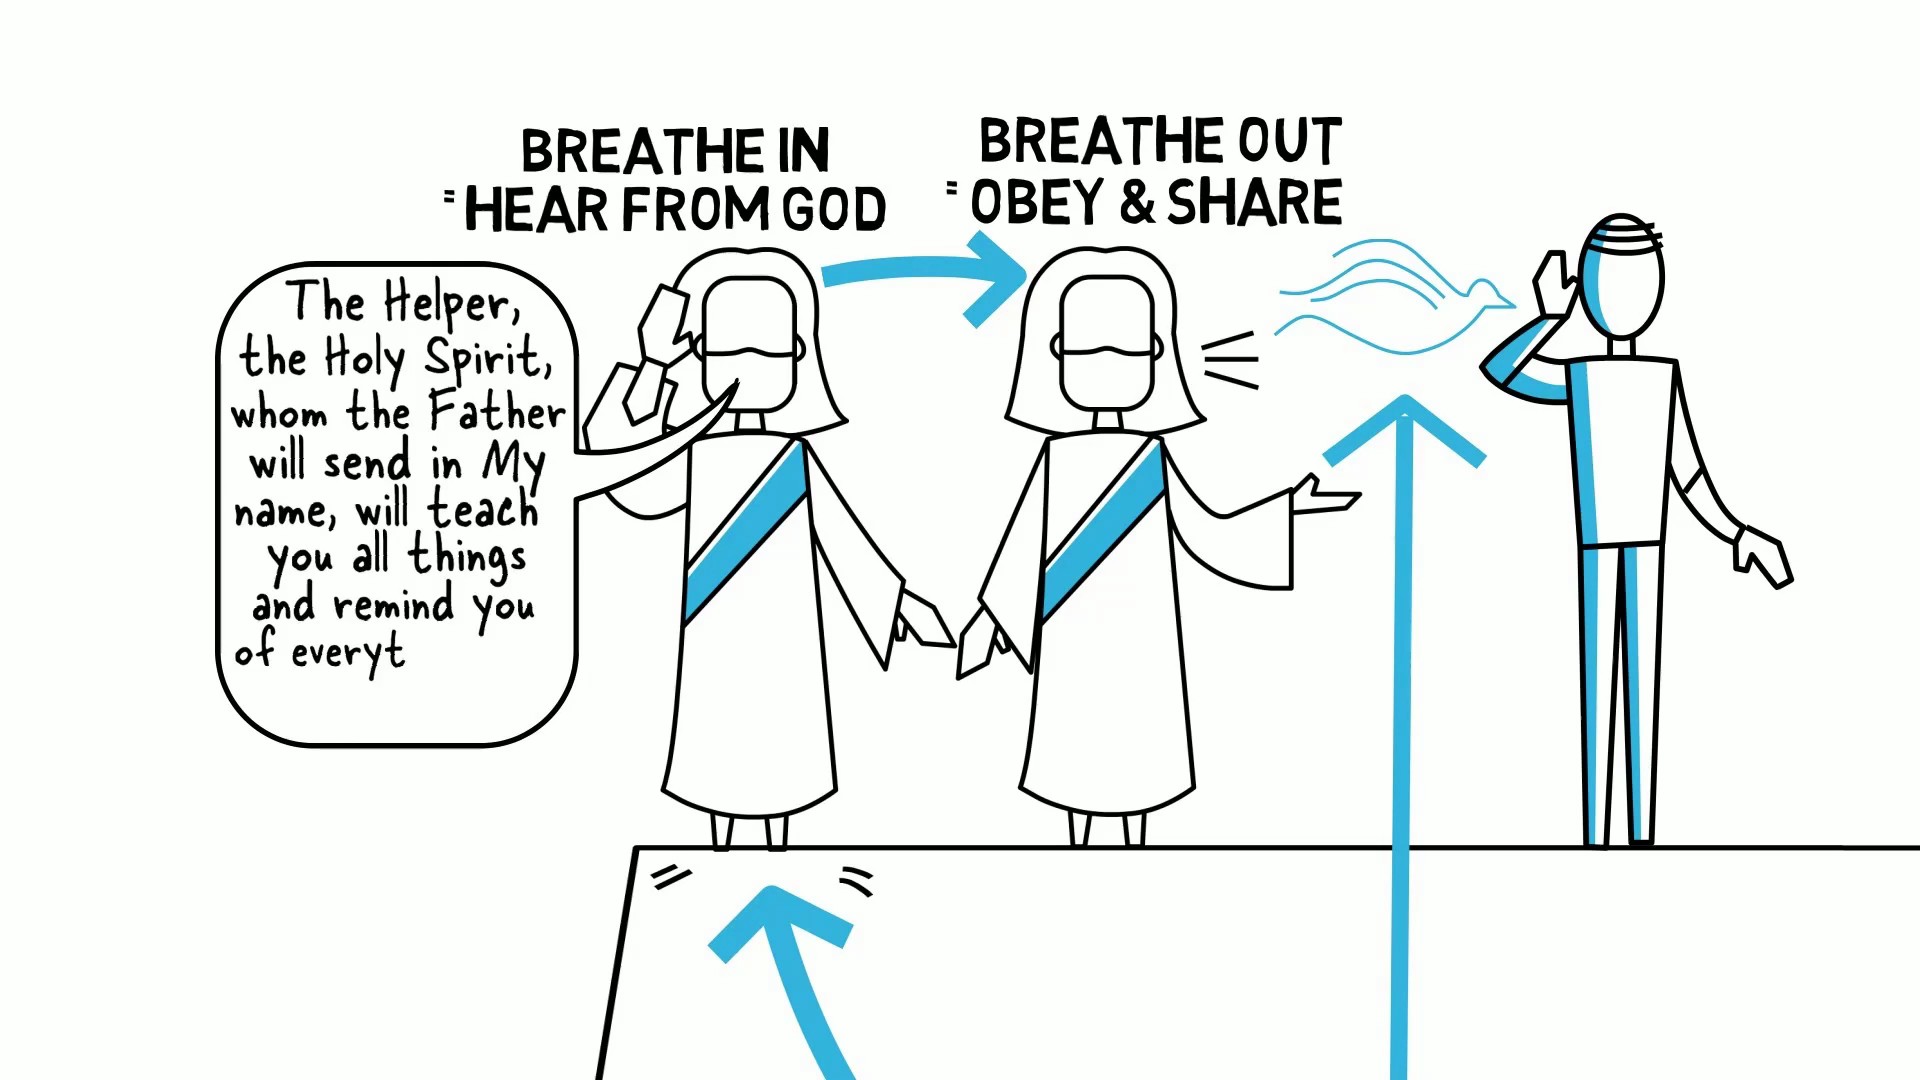 BREATHE IN
=HEAR FROM GOD
BREATHE OUT
=OBEY & SHARE
The Helper,
the Holy Spirit,
whom the Father
will send in My
name, will teach
you all things
and remind you
of everyt